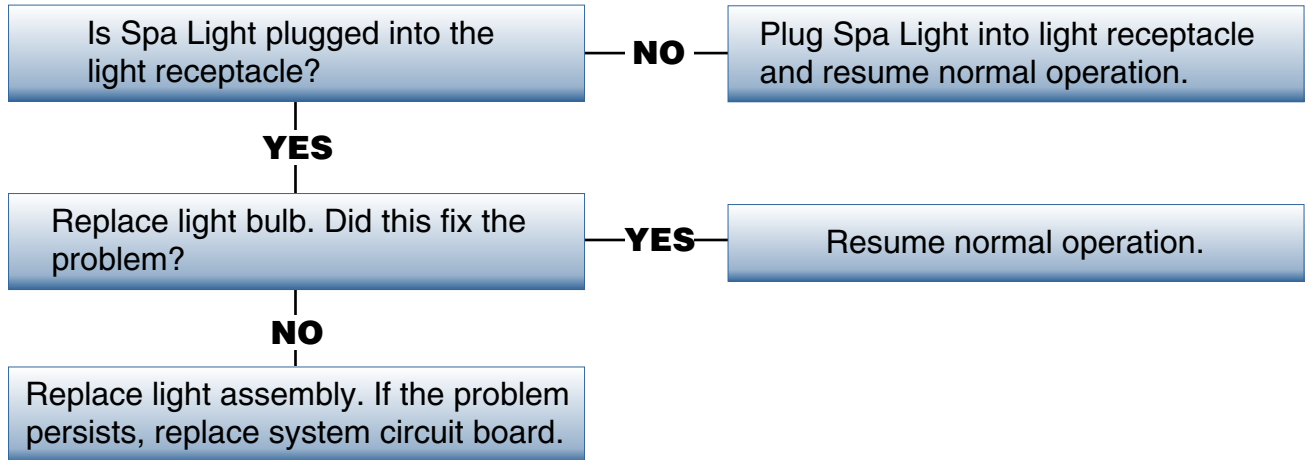 Is Spa Light plugged into the
light receptacle?
NO
Plug Spa Light into light receptacle
and resume normal operation.
YES
Replace light bulb. Did this fix the
problem?
YES
Resume normal operation.
NO
Replace light assembly. If the problem
persists, replace system circuit board.